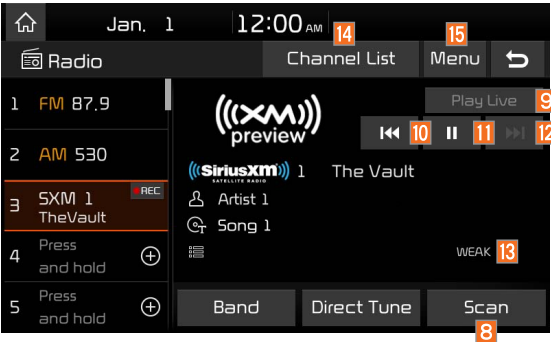 Jan. 1 12:00 AM
14 15
Radio Channel List Menu
1 FM 87.9
((XM))
preview
Play Live 9
10 11 12
2 AM 530
SiriusXM 1 The Vault
SATELLITE RADIO
3 SXM 1 REC
TheVault
Artist 1
Song 1
4 Press
and hold
WEAK 13
5 Press
and hold
Band Direct Tune Scan
8